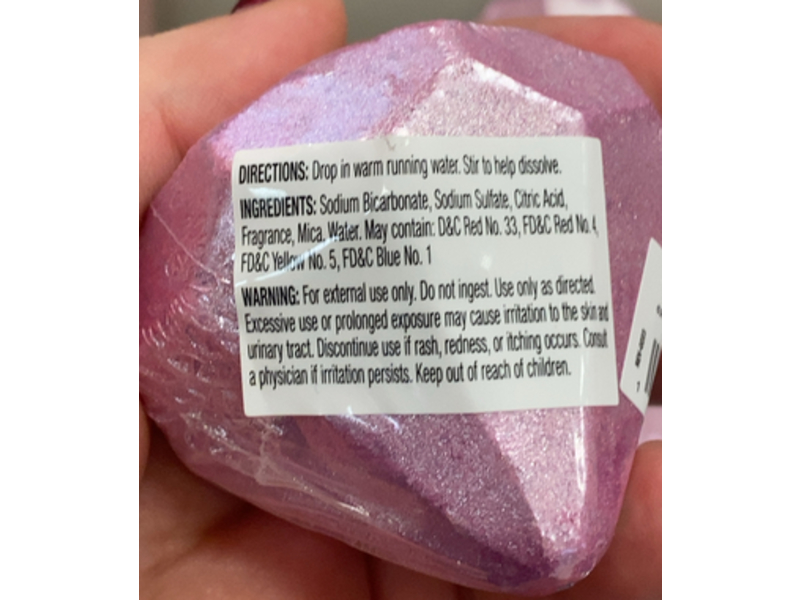 DIRECTIONS: Drop in warm running water. Stir to help dissolve.
INGREDIENTS: Sodium Bicarbonate, Sodium Sulfate, Citric Acid,
Fragrance, Mica, Water. May contain: D&C Red No. 33, FD&C Red No. 4,
FD&C Yellow No. 5, FD&C Blue No. 1
WARNING: For external use only. Do not ingest. Use only as directed.
Excessive use or prolonged exposure may cause irritation to the skin and
urinary tract. Discontinue use if rash, redness, or itching occurs. Consult
a physician if irritation persists. Keep out of reach of children.